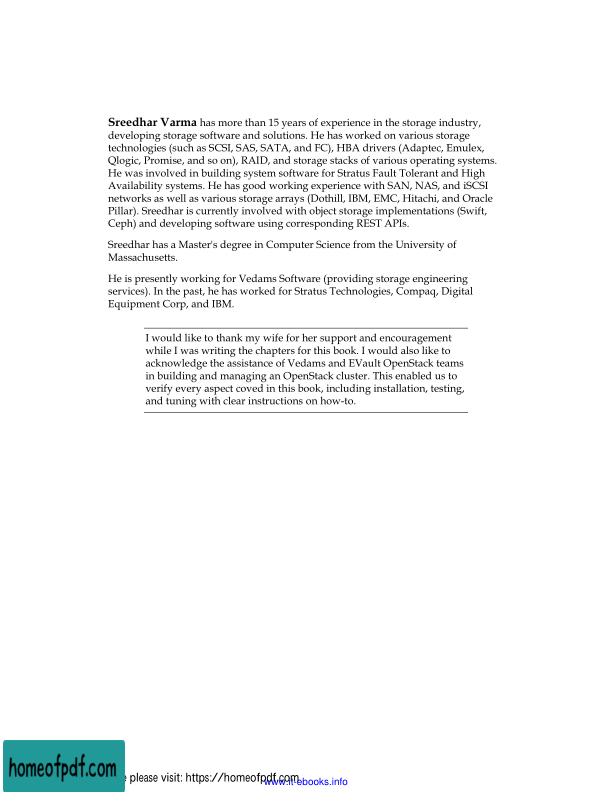 Sreedhar Varma has more than 15 years of experience in the storage industry,
developing storage software and solutions. He has worked on various storage
technologies (such as SCSI, SAS, SATA, and FC), HBA drivers (Adaptec, Emulex,
Qlogic, Promise, and so on), RAID, and storage stacks of various operating systems.
He was involved in building system software for Stratus Fault Tolerant and High
Availability systems. He has good working experience with SAN, NAS, and iSCSI
networks as well as various storage arrays (Dothill, IBM, EMC, Hitachi, and Oracle
Pillar). Sreedhar is currently involved with object storage implementations (Swift,
Ceph) and developing software using corresponding REST APIs.
Sreedhar has a Master's degree in Computer Science from the University of
Massachusetts.
He is presently working for Vedams Software (providing storage engineering
services). In the past, he has worked for Stratus Technologies, Compaq, Digital
Equipment Corp, and IBM.
I would like to thank my wife for her support and encouragement
while I was writing the chapters for this book. I would also like to
acknowledge the assistance of Vedams and EVault OpenStack teams
in building and managing an OpenStack cluster. This enabled us to
verify every aspect coved in this book, including installation, testing,
and tuning with clear instructions on how-to.
homeofpdf.com
please visit: https://homeofpdf.com
www.it-ebooks.info